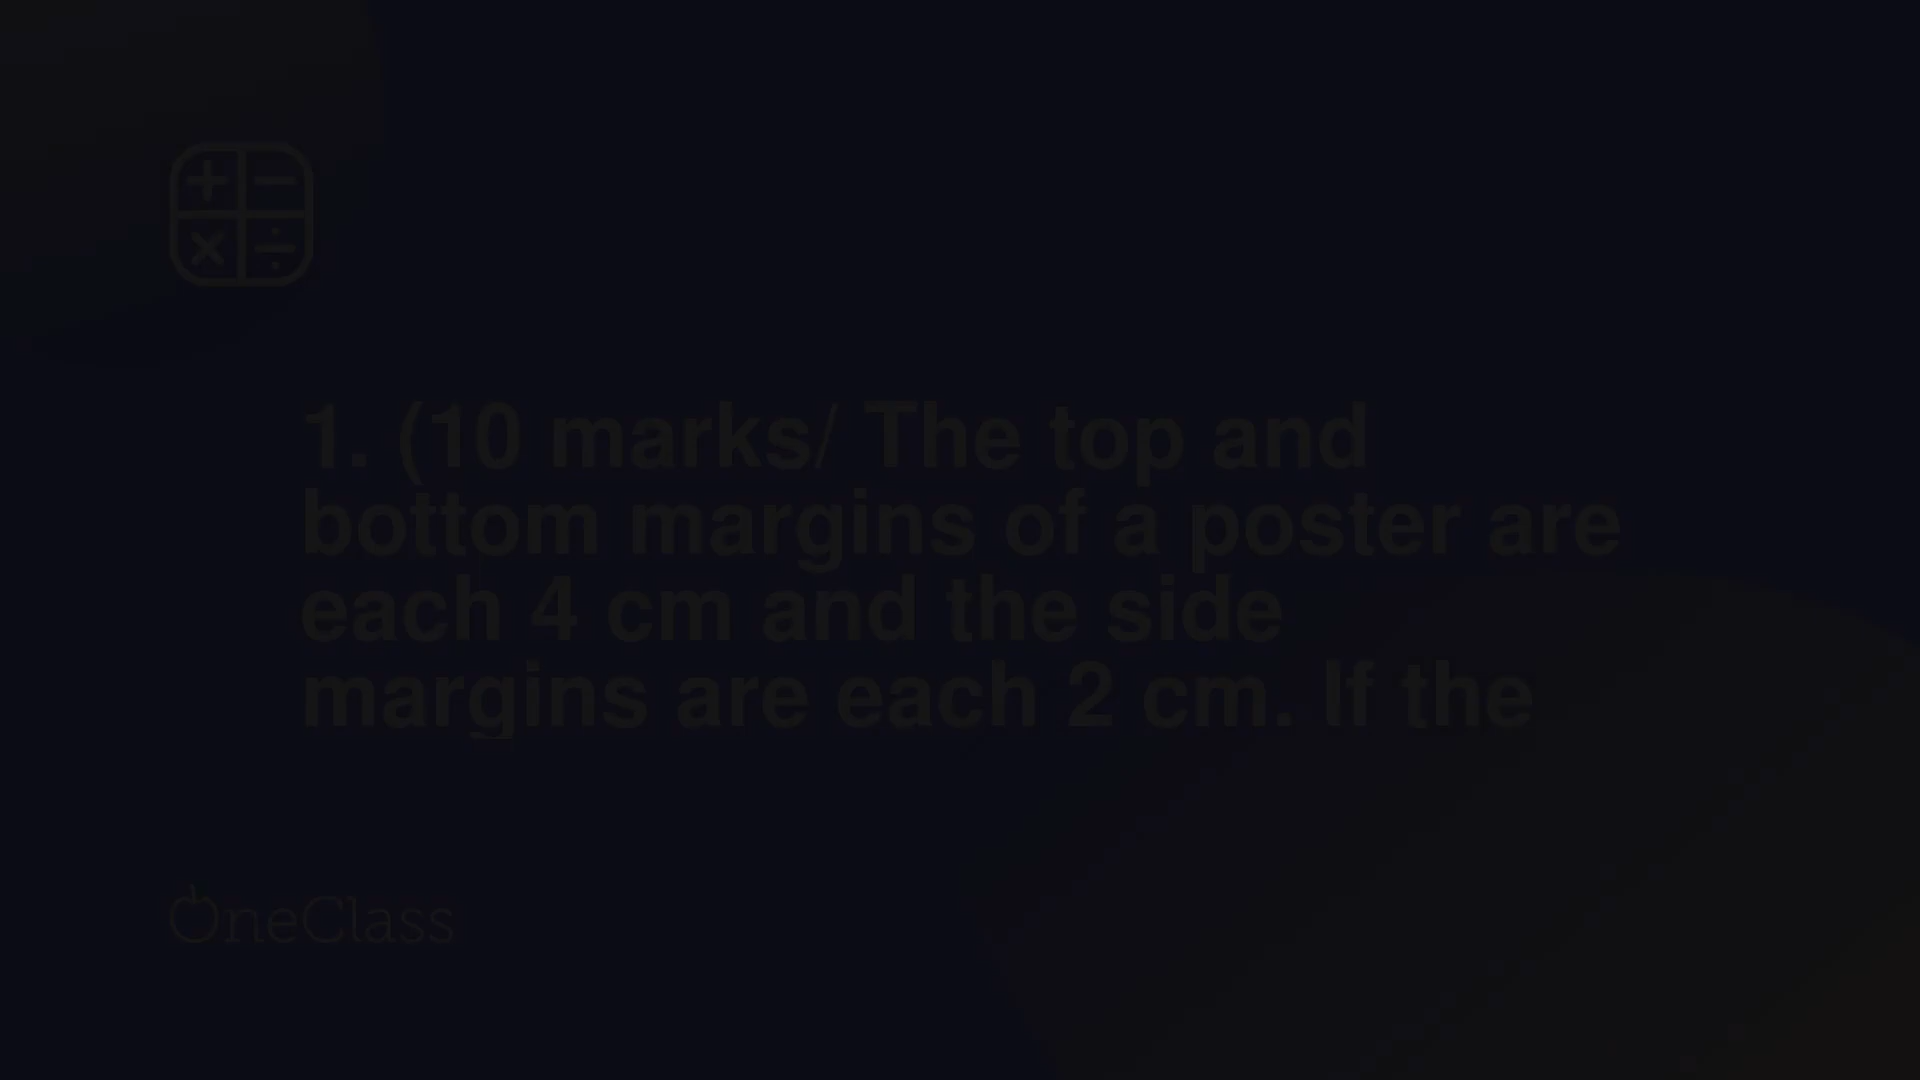 1. (10 marks/ The top and
bottom margins of a poster are
each 4 cm and the side
margins are each 2 cm. If the
OneClass